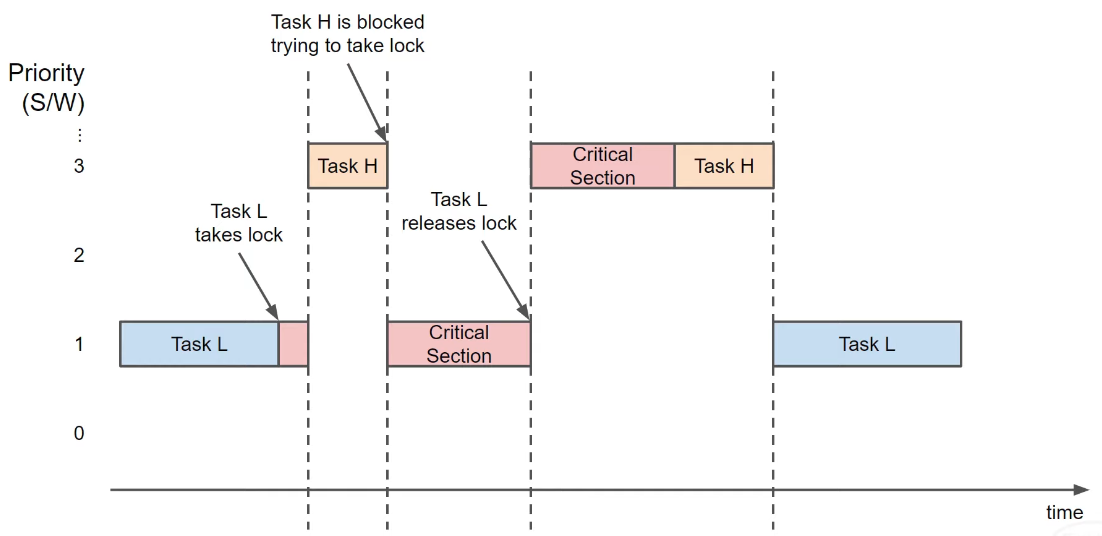 Task H is blocked
trying to take lock
Priority
(S/W)
⋮
3
Task H
Critical
Section
Task H
Task L
takes lock
Task L
releases lock
2
1
Task L
Critical
Section
Task L
0
time